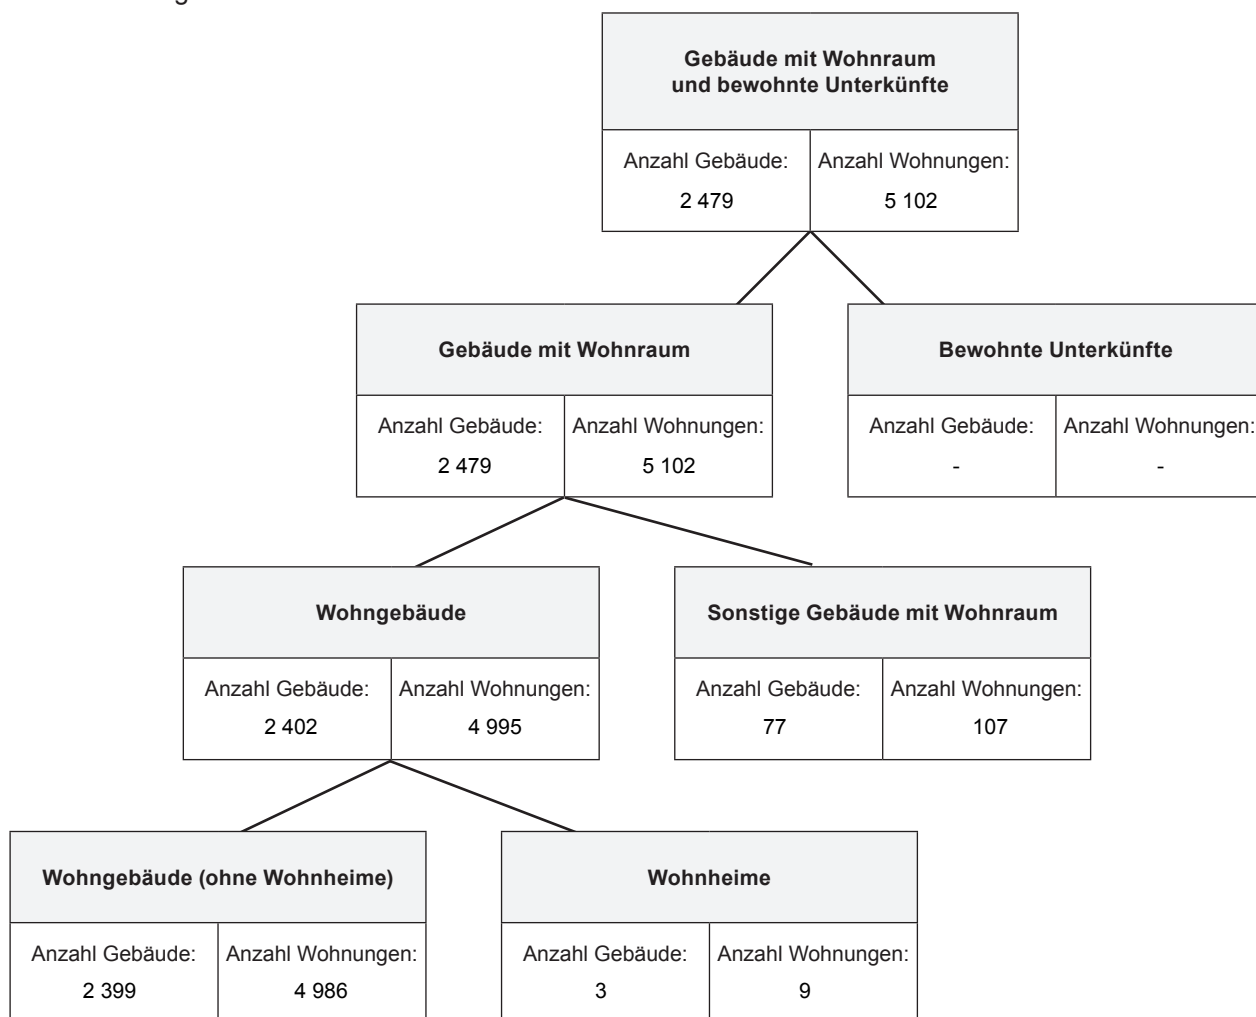 Gebäude mit Wohnraum
und bewohnte Unterkünfte
Anzahl Gebäude: Anzahl Wohnungen:
2 479 5 102
Gebäude mit Wohnraum
Anzahl Gebäude: Anzahl Wohnungen:
2 479 5 102
Bewohnte Unterkünfte
Anzahl Gebäude: Anzahl Wohnungen:
- -
Wohngebäude
Anzahl Gebäude: Anzahl Wohnungen:
2 402 4 995
Sonstige Gebäude mit Wohnraum
Anzahl Gebäude: Anzahl Wohnungen:
77 107
Wohngebäude (ohne Wohnheime)
Anzahl Gebäude: Anzahl Wohnungen:
2 399 4 986
Wohnheime
Anzahl Gebäude: Anzahl Wohnungen:
3 9